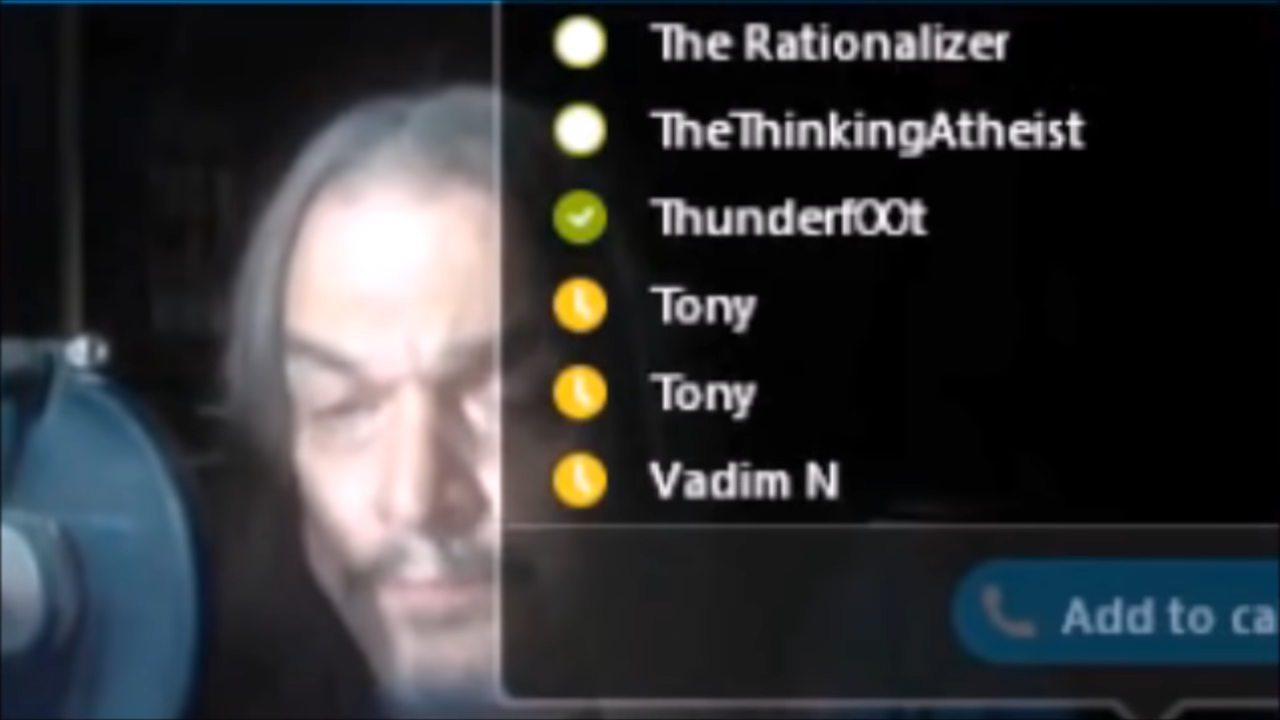 The Rationalizer
TheThinkingAtheist
Thunderf00t
Tony
Tony
Vadim N
Add to ca